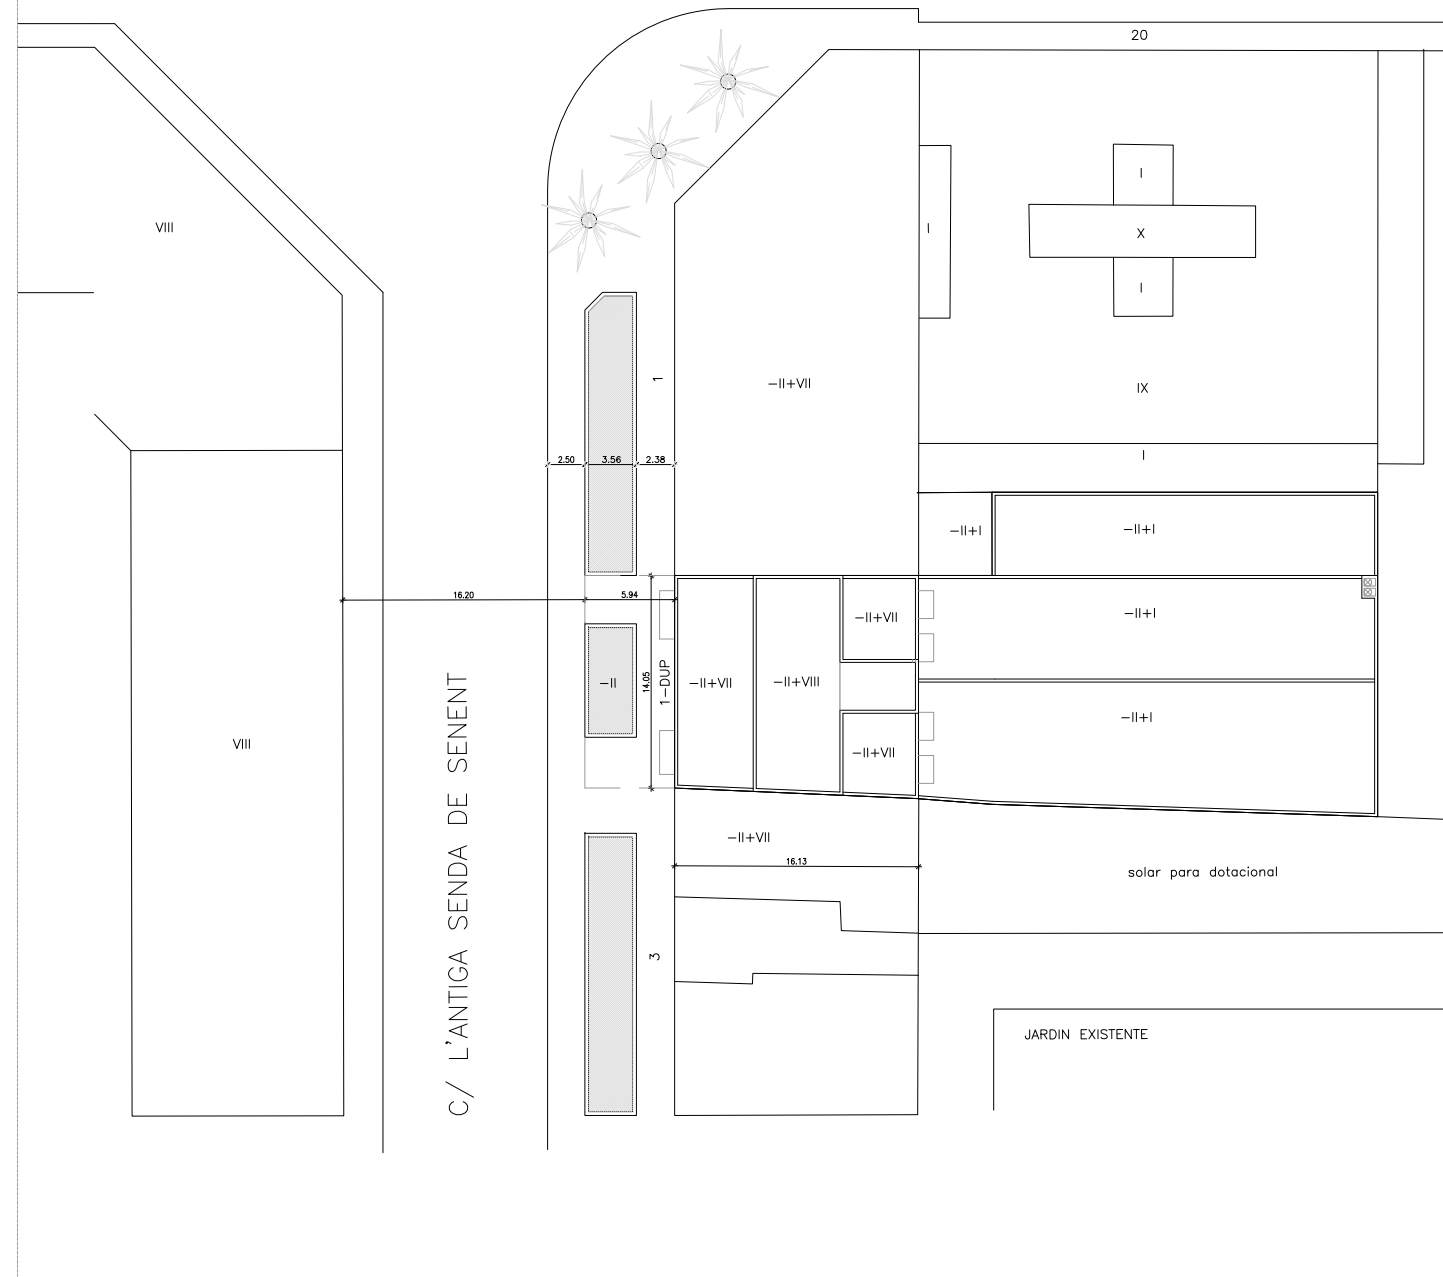 20
VIII
I
I
X
I
1
-II+VII
IX
I
2.50
3.56
2.38
-II+I
-II+I
16.20
5.94
-II+VII
-II+I
-II
14.05
1-DUP
-II+VII
-II+VIII
-II+I
VIII
-II+VII
C/ L'ANTIGA SENDA DE SENENT
-II+VII
16.13
solar para dotacional
3
JARDIN EXISTENTE